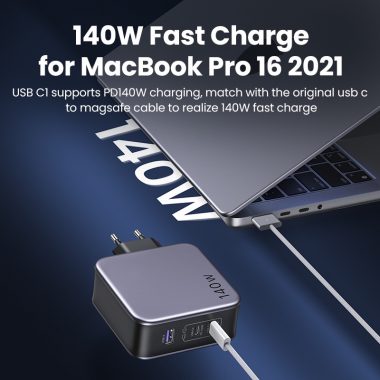 140W Fast Charge
for MacBook Pro 16 2021
USB C1 supports PD140W charging, match with the original usb c
to magsafe cable to realize 140W fast charge
140W
140W